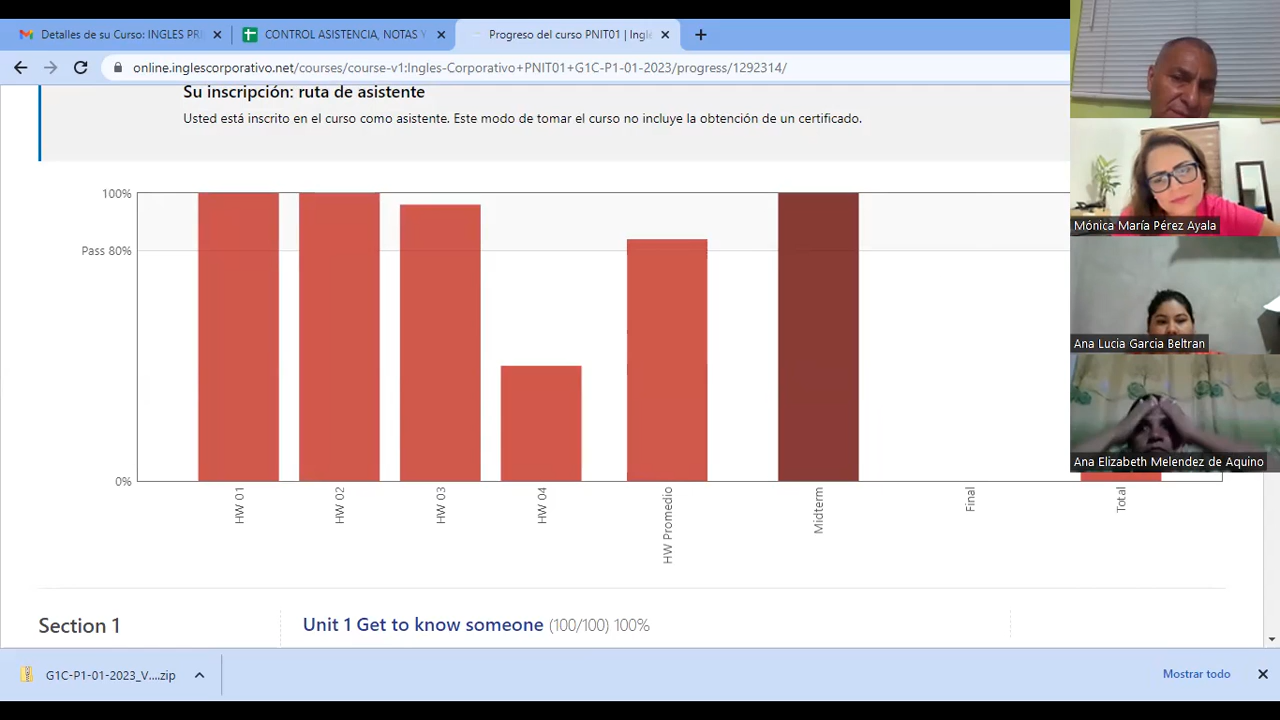 Detalles de su Curso: INGLES PRI
CONTROL ASISTENCIA, NOTAS Y
Progreso del curso PNIT01 | Ingl
online.inglescorporativo.net/courses/course-v1:Ingles-Corporativo+PNIT01+G1C-P1-01-2023/progress/1292314/
Su inscripción: ruta de asistente
Usted está inscrito en el curso como asistente. Este modo de tomar el curso no incluye la obtención de un certificado.
100%
Pass 80%
0%
HW 01
HW 02
HW 03
HW 04
HW Promedio
Midterm
Final
Total
Section 1
Unit 1 Get to know someone (100/100) 100%
G1C-P1-01-2023_V....zip
Mostrar todo
Mónica María Pérez Ayala
Ana Lucia Garcia Beltran
Ana Elizabeth Melendez de Aquino